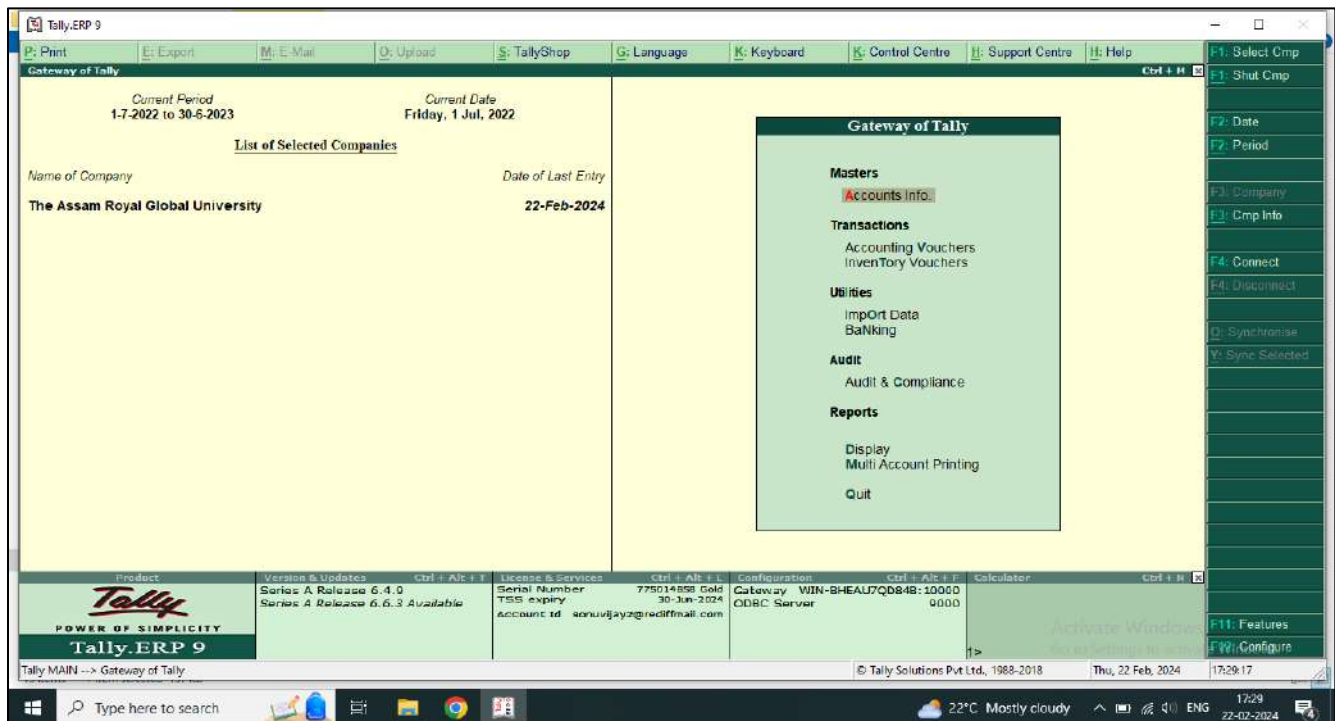 Tally.ERP 9
P: Print E: Export M: E-Mail O: Upload S: TallyShop G: Language K: Keyboard K: Control Centre H: Support Centre H: Help
F1: Select Cmp
Gateway of Tally Ctrl + M
F1: Shut Cmp
Current Period Current Date
1-7-2022 to 30-6-2023 Friday, 1 Jul, 2022
List of Selected Companies
Name of Company Date of Last Entry
The Assam Royal Global University 22-Feb-2024
Gateway of Tally
Masters
Accounts Info.
Transactions
Accounting Vouchers
InvenTory Vouchers
Utilities
ImpOrt Data
BaNking
Audit
Audit & Compliance
Reports
Display
Multi Account Printing
Quit
F2: Date
F2: Period
F3: Company
F3: Cmp Info
F4: Connect
F4: Disconnect
Synchronise
Y: Sync Selected
F11: Features
F12: Configure
Product
Tally
POWER OF SIMPLICITY
Tally.ERP 9
Version & Updates Ctrl + Alt + T
Series A Release 6.4.9
Series A Release 6.6.3 Available
License & Services Ctrl + Alt + L
Serial Number 775014858 Gold
TSS expiry 30-Jun-2024
Account Id sonuvijayz@rediffmail.com
Configuration Ctrl + Alt + F
Gateway WIN-BHEAU7QD84B:10000
ODBC Server 9000
Calculator Ctrl + N
1>
Activate Windows
Go to Settings to activate
Tally MAIN --> Gateway of Tally © Tally Solutions Pvt Ltd., 1988-2018 Thu, 22 Feb, 2024 17:29:17
Type here to search 22°C Mostly cloudy ENG 17:29
22-02-2024
4